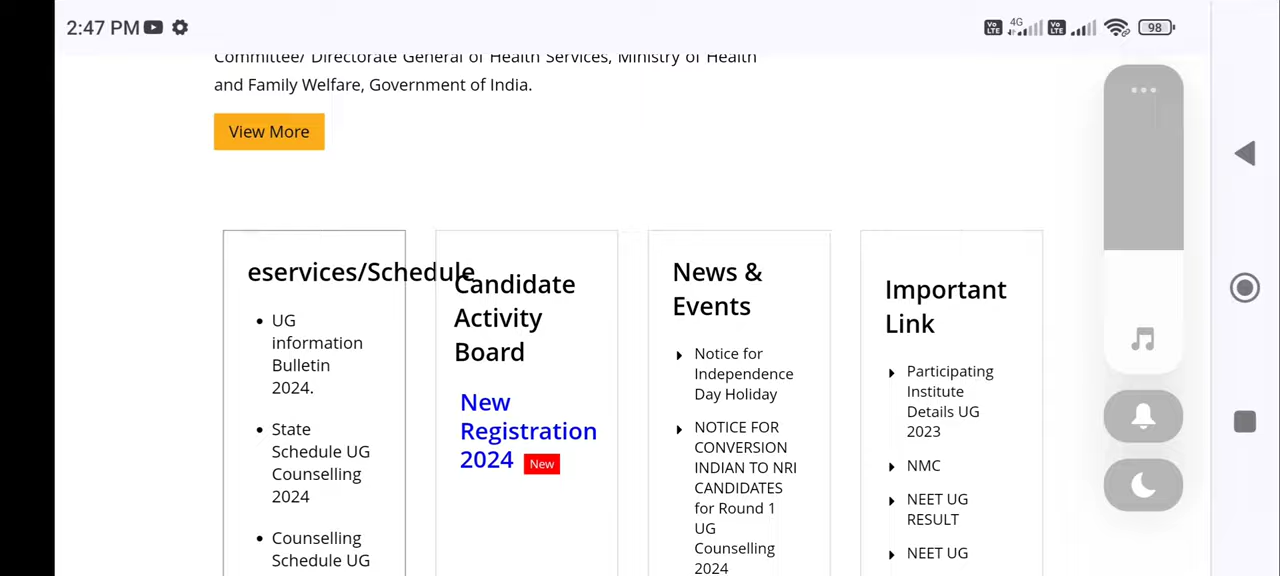 2:47 PM
Vo LTE 4G Vo LTE 98
Committee/ Directorate General of Health Services, Ministry of Health
and Family Welfare, Government of India.
View More
eservices/Schedule
UG
information
Bulletin
2024.
State
Schedule UG
Counselling
2024
Counselling
Schedule UG
Candidate
Activity
Board
New
Registration
2024 New
News &
Events
Notice for
Independence
Day Holiday
NOTICE FOR
CONVERSION
INDIAN TO NRI
CANDIDATES
for Round 1
UG
Counselling
2024
Important
Link
Participating
Institute
Details UG
2023
NMC
NEET UG
RESULT
NEET UG